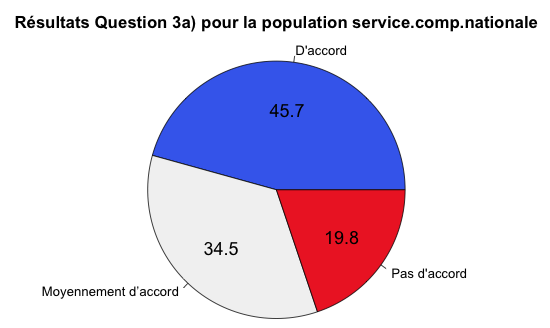 Résultats Question 3a) pour la population service.comp.nationale
D'accord
45.7
34.5
19.8
Pas d'accord
Moyennement d’accord